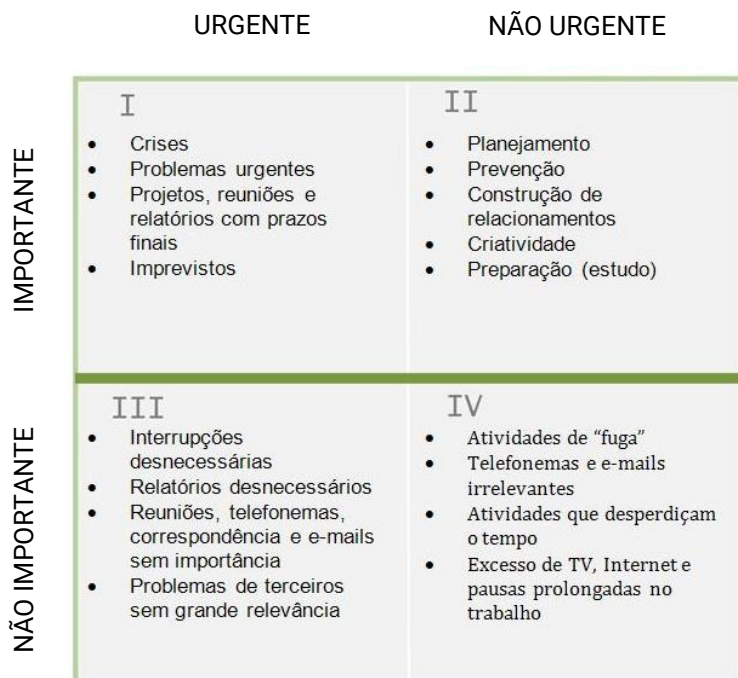 URGENTE
NÃO URGENTE
IMPORTANTE
I
• Crises
• Problemas urgentes
• Projetos, reuniões e
relatórios com prazos
finais
• Imprevistos
II
• Planejamento
• Prevenção
• Construção de
relacionamentos
• Criatividade
• Preparação (estudo)
NÃO IMPORTANTE
III
• Interrupções
desnecessárias
• Relatórios desnecessários
• Reuniões, telefonemas,
correspondência e e-mails
sem importância
• Problemas de terceiros
sem grande relevância
IV
• Atividades de “fuga”
• Telefonemas e e-mails
irrelevantes
• Atividades que desperdiçam
o tempo
• Excesso de TV, Internet e
pausas prolongadas no
trabalho